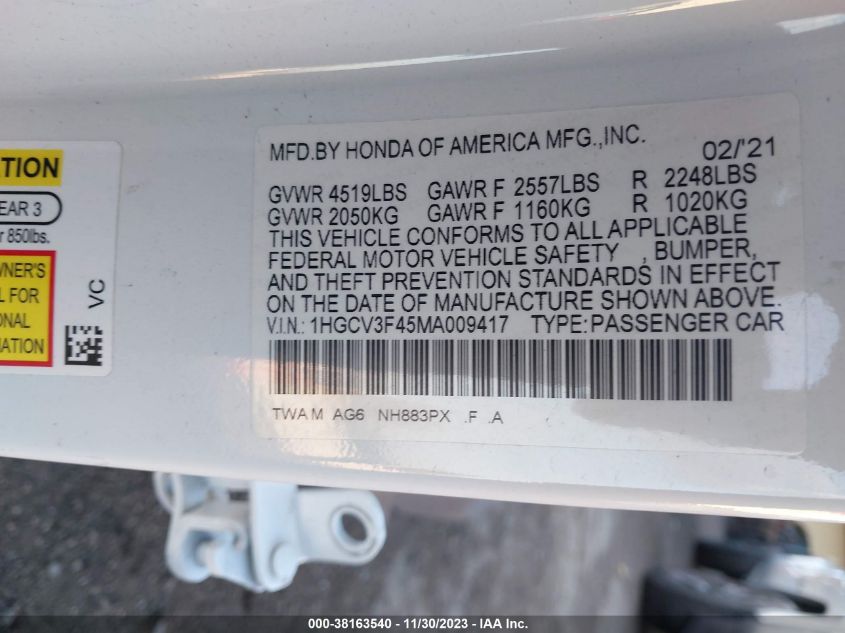 MFD.BY HONDA OF AMERICA MFG.,INC. 02/'21
GVWR 4519LBS GAWR F 2557LBS R 2248LBS
GVWR 2050KG GAWR F 1160KG R 1020KG
THIS VEHICLE CONFORMS TO ALL APPLICABLE
FEDERAL MOTOR VEHICLE SAFETY , BUMPER,
AND THEFT PREVENTION STANDARDS IN EFFECT
ON THE DATE OF MANUFACTURE SHOWN ABOVE.
V.I.N.: 1HGCV3F45MA009417 TYPE:PASSENGER CAR
TWA M AG6 NH883PX .F .A
EAR 3
850lbs.
VC
000-38163540 - 11/30/2023 - IAA Inc.